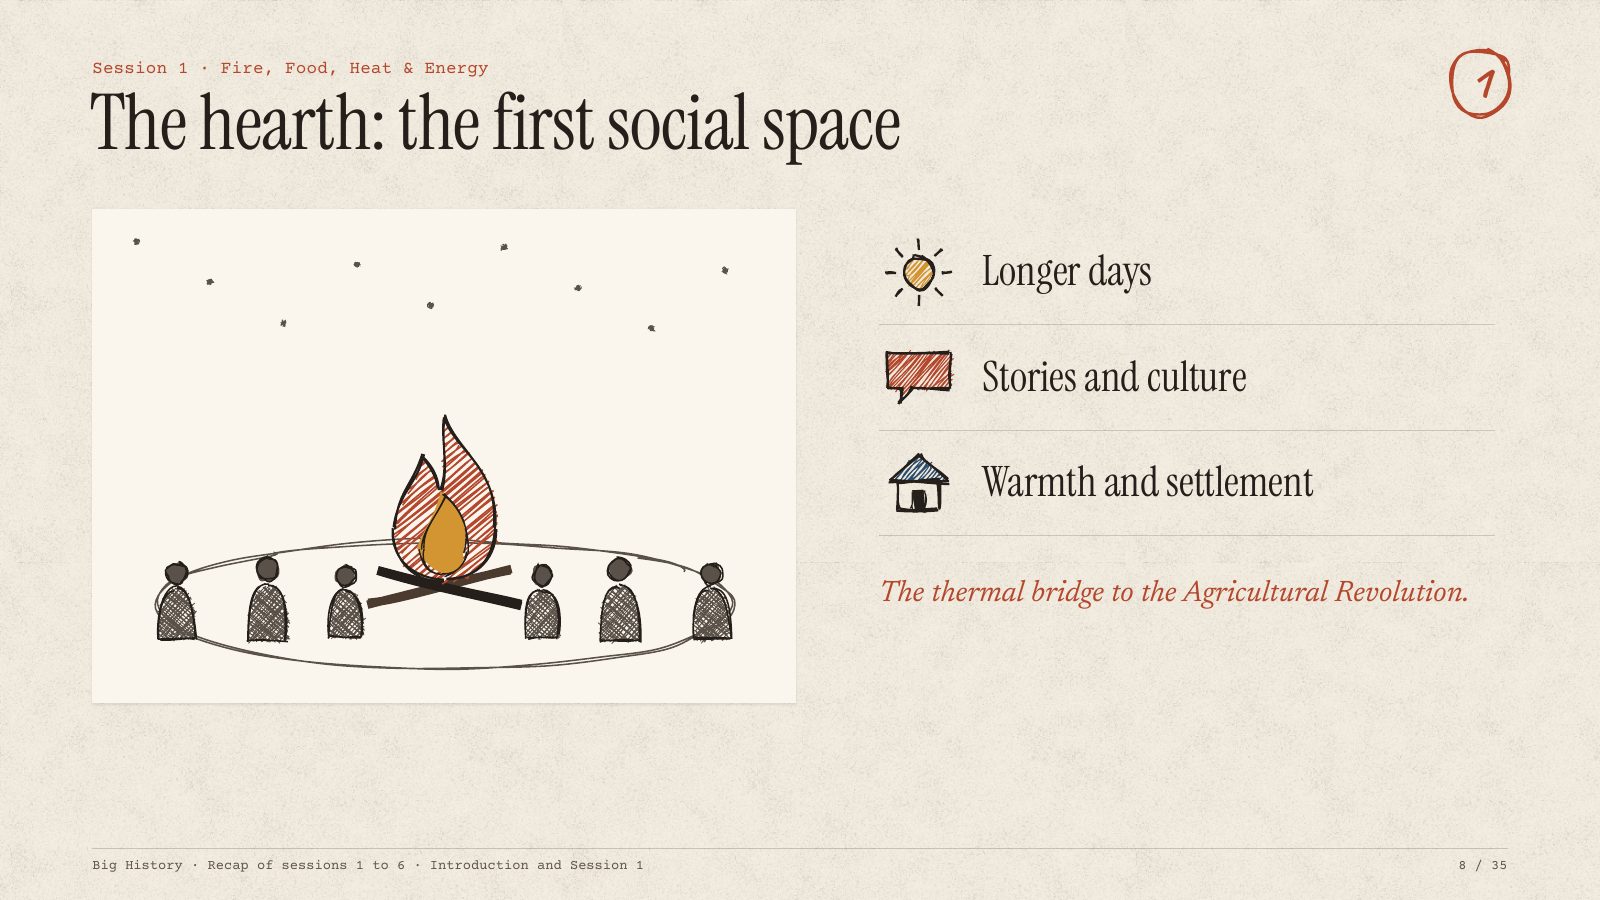 Session 1 · Fire, Food, Heat & Energy
The hearth: the first social space
1
Longer days
Stories and culture
Warmth and settlement
The thermal bridge to the Agricultural Revolution.
Big History · Recap of sessions 1 to 6 · Introduction and Session 1
8 / 35